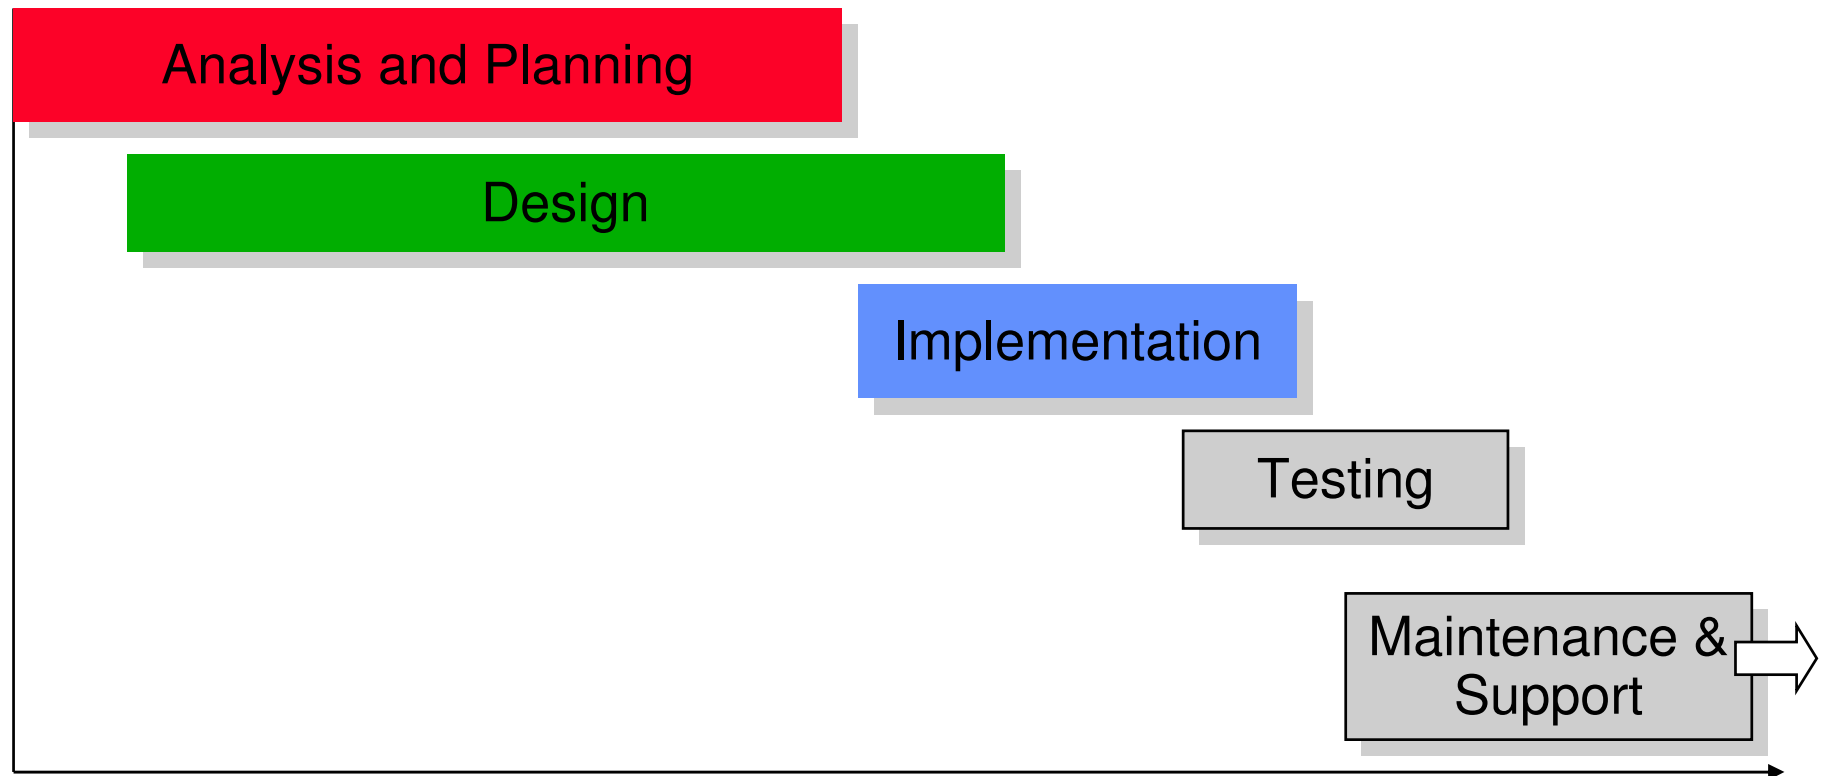 Analysis and Planning
Design
Implementation
Testing
Maintenance &
Support